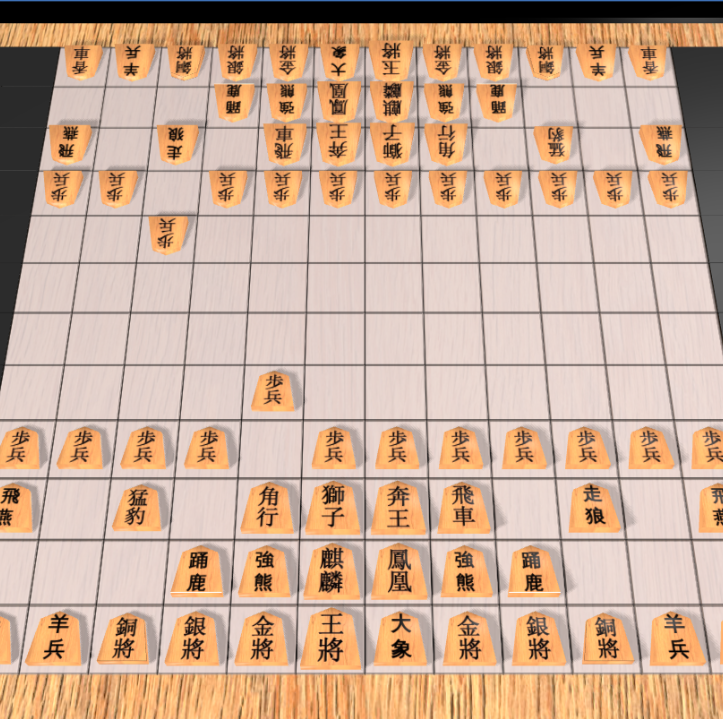 香車 羊兵 銅將 銀將 金將 大象 玉將 金將 銀將 銅將 羊兵 香車
踊鹿 強熊 鳳凰 麒麟 強熊 踊鹿
飛燕 走狼 飛車 奔王 獅子 角行 猛豹 飛燕
歩兵 歩兵 歩兵 歩兵 歩兵 歩兵 歩兵 歩兵 歩兵 歩兵 歩兵
歩兵
歩兵
歩兵 歩兵 歩兵 歩兵 歩兵 歩兵 歩兵 歩兵 歩兵 歩兵 歩兵
飛燕 猛豹 角行 獅子 奔王 飛車 走狼 飛燕
踊鹿 強熊 麒麟 鳳凰 強熊 踊鹿
羊兵 銅將 銀將 金將 王將 大象 金將 銀將 銅將 羊兵